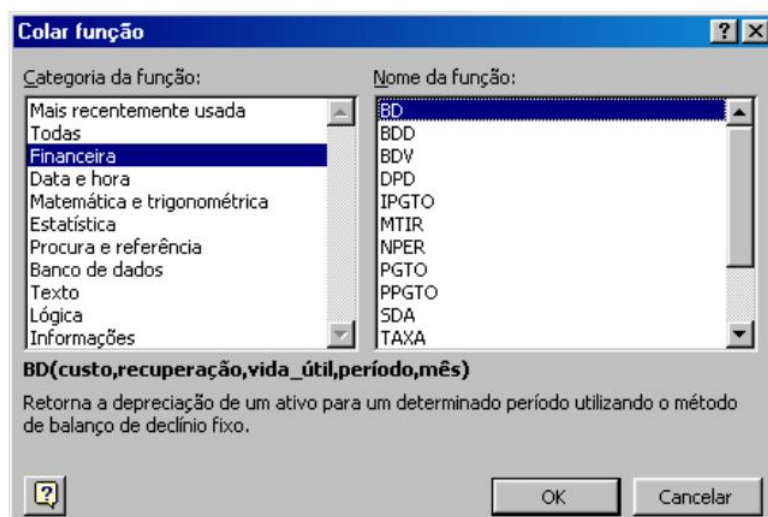 Colar função
Categoria da função:
Mais recentemente usada
Todas
Financeira
Data e hora
Matemática e trigonométrica
Estatística
Procura e referência
Banco de dados
Texto
Lógica
Informações
Nome da função:
BD
BDD
BDV
DPD
IPGTO
MTIR
NPER
PGTO
PPGTO
SDA
TAXA
BD(custo,recuperação,vida_útil,período,mês)
Retorna a depreciação de um ativo para um determinado período utilizando o método
de balanço de declínio fixo.
OK
Cancelar